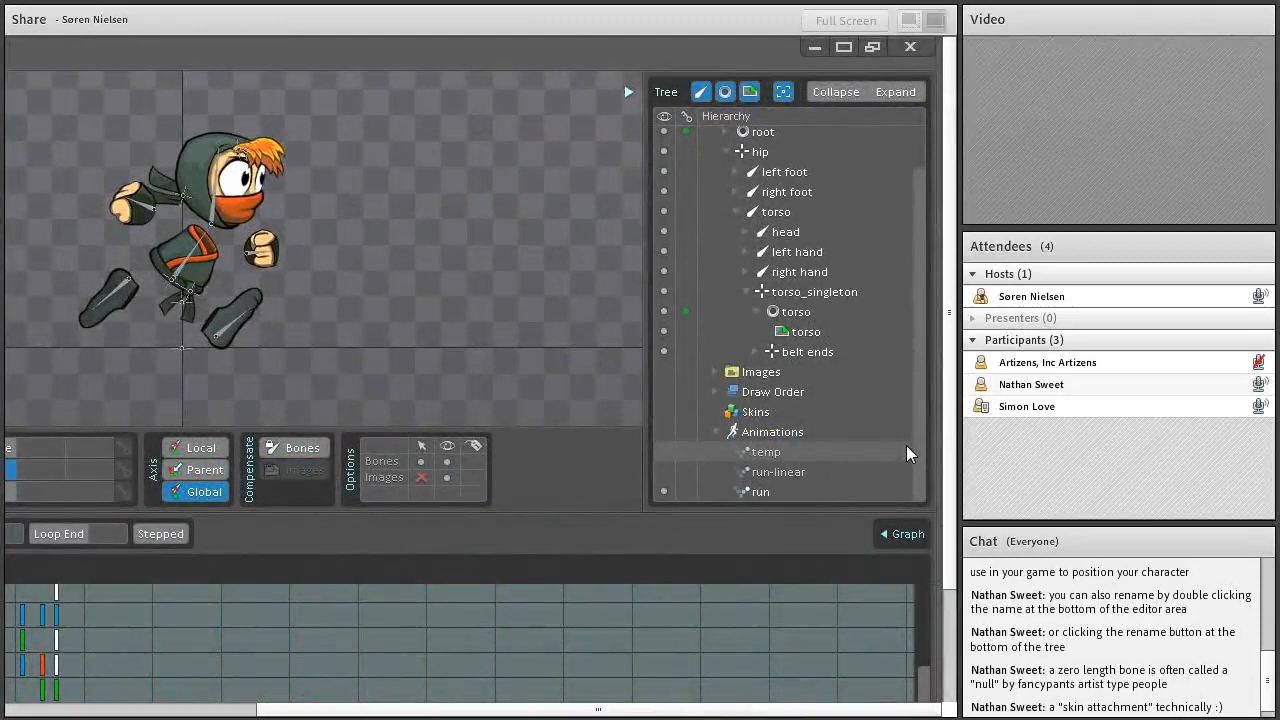 Share - Søren Nielsen
Full Screen
Video
Tree
Collapse
Expand
Hierarchy
root
hip
left foot
right foot
torso
head
left hand
right hand
torso_singleton
torso
torso
belt ends
Images
Draw Order
Skins
Animations
temp
run-linear
run
Axis
Local
Parent
Global
Compensate
Bones
Images
Options
Bones
Images
Loop End
Stepped
Graph
Attendees (4)
Hosts (1)
Søren Nielsen
Presenters (0)
Participants (3)
Artizens, Inc Artizens
Nathan Sweet
Simon Love
Chat (Everyone)
use in your game to position your character
Nathan Sweet: you can also rename by double clicking
the name at the bottom of the editor area
Nathan Sweet: or clicking the rename button at the
bottom of the tree
Nathan Sweet: a zero length bone is often called a
"null" by fancypants artist type people
Nathan Sweet: a "skin attachment" technically :)